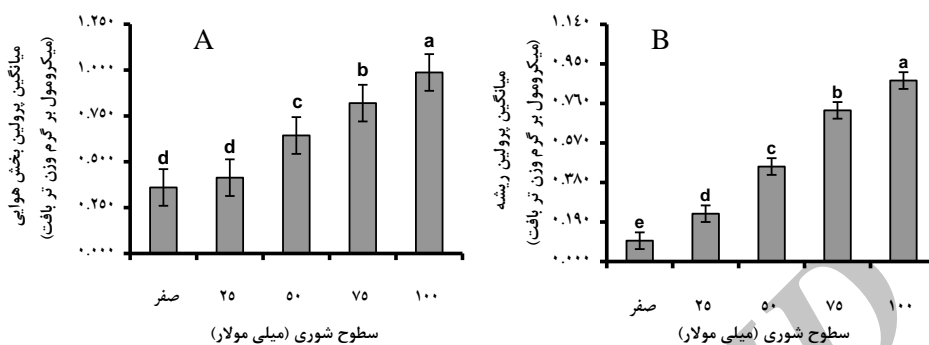 A
میانگین پرولین بخش هوایی
(میکرومول بر گرم وزن تر بافت)
۱.۲۵۰
۱.۰۰۰
۰.۷۵۰
۰.۵۰۰
۰.۲۵۰
۰.۰۰۰
d
d
c
b
a
صفر ۲۵ ۵۰ ۷۵ ۱۰۰
سطوح شوری (میلی مولار)
B
میانگین پرولین ریشه
(میکرومول بر گرم وزن تر بافت)
۱.۱۴۰
۰.۹۵۰
۰.۷۶۰
۰.۵۷۰
۰.۳۸۰
۰.۱۹۰
۰.۰۰۰
e
d
c
b
a
صفر ۲۵ ۵۰ ۷۵ ۱۰۰
سطوح شوری (میلی مولار)